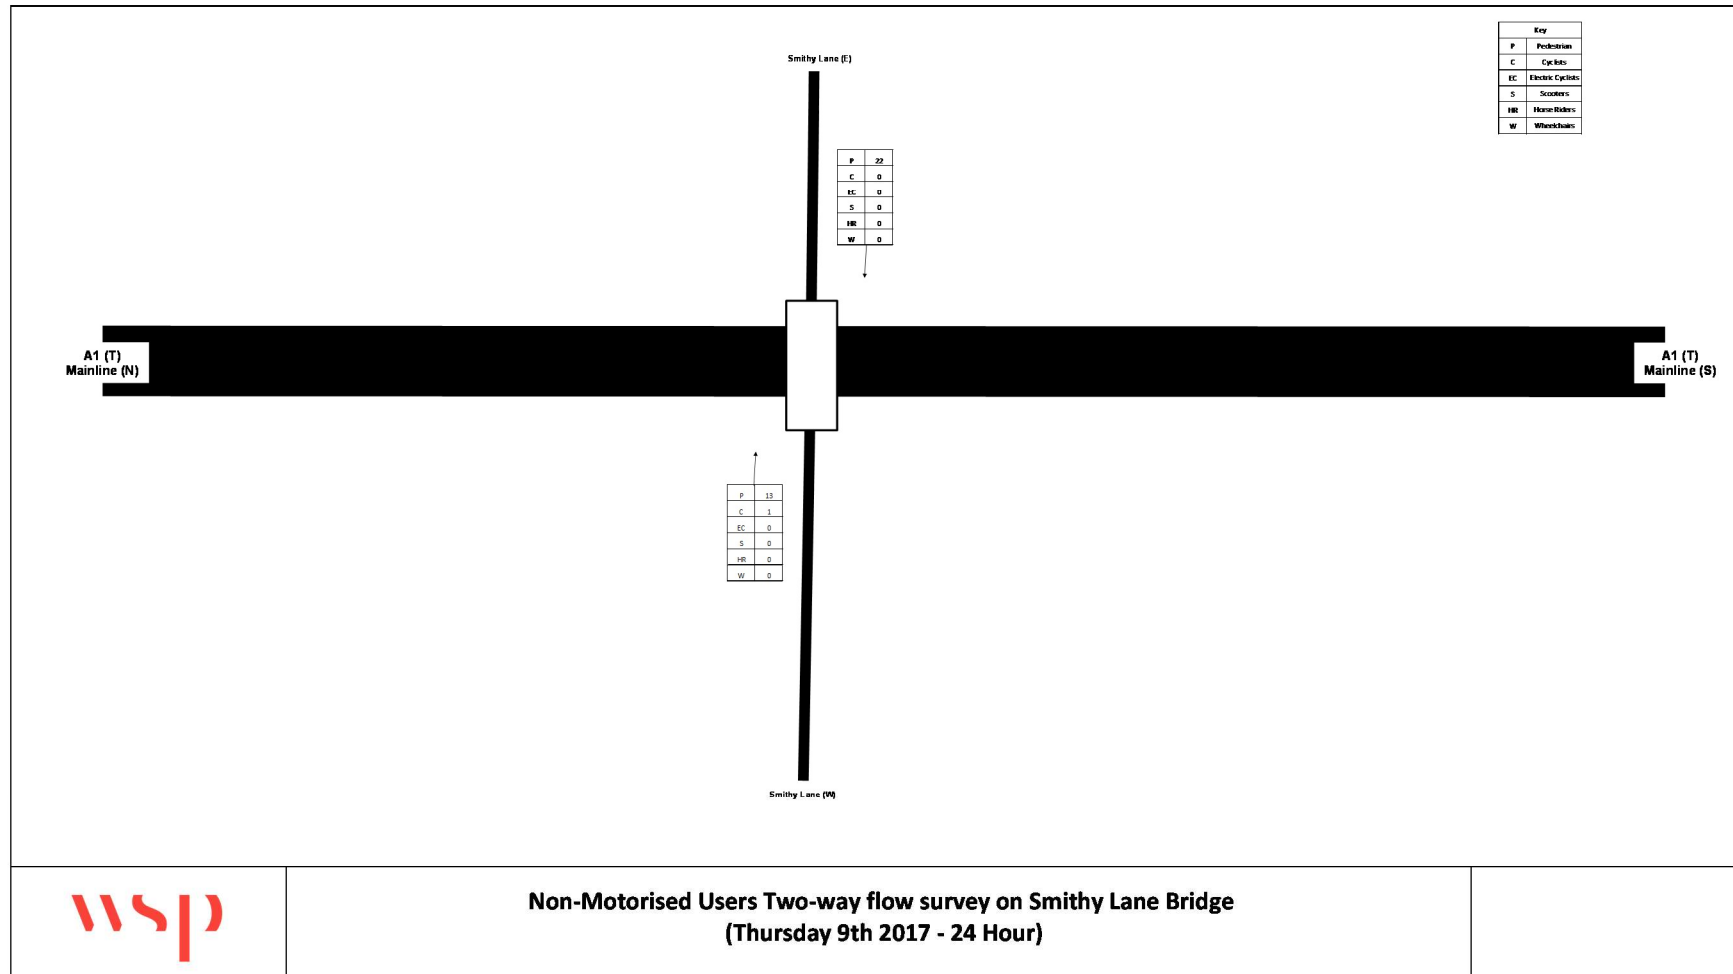 Smithy Lane (E)
Key
P Pedestrian
C Cyclists
EC Electric Cyclists
S Scooters
HR Horse Riders
W Wheelchairs
P 22
C 0
EC 0
S 0
HR 0
W 0
A1 (T)
Mainline (N)
A1 (T)
Mainline (S)
P 13
C 1
EC 0
S 0
HR 0
W 0
Smithy Lane (W)
wsp
Non-Motorised Users Two-way flow survey on Smithy Lane Bridge
(Thursday 9th 2017 - 24 Hour)